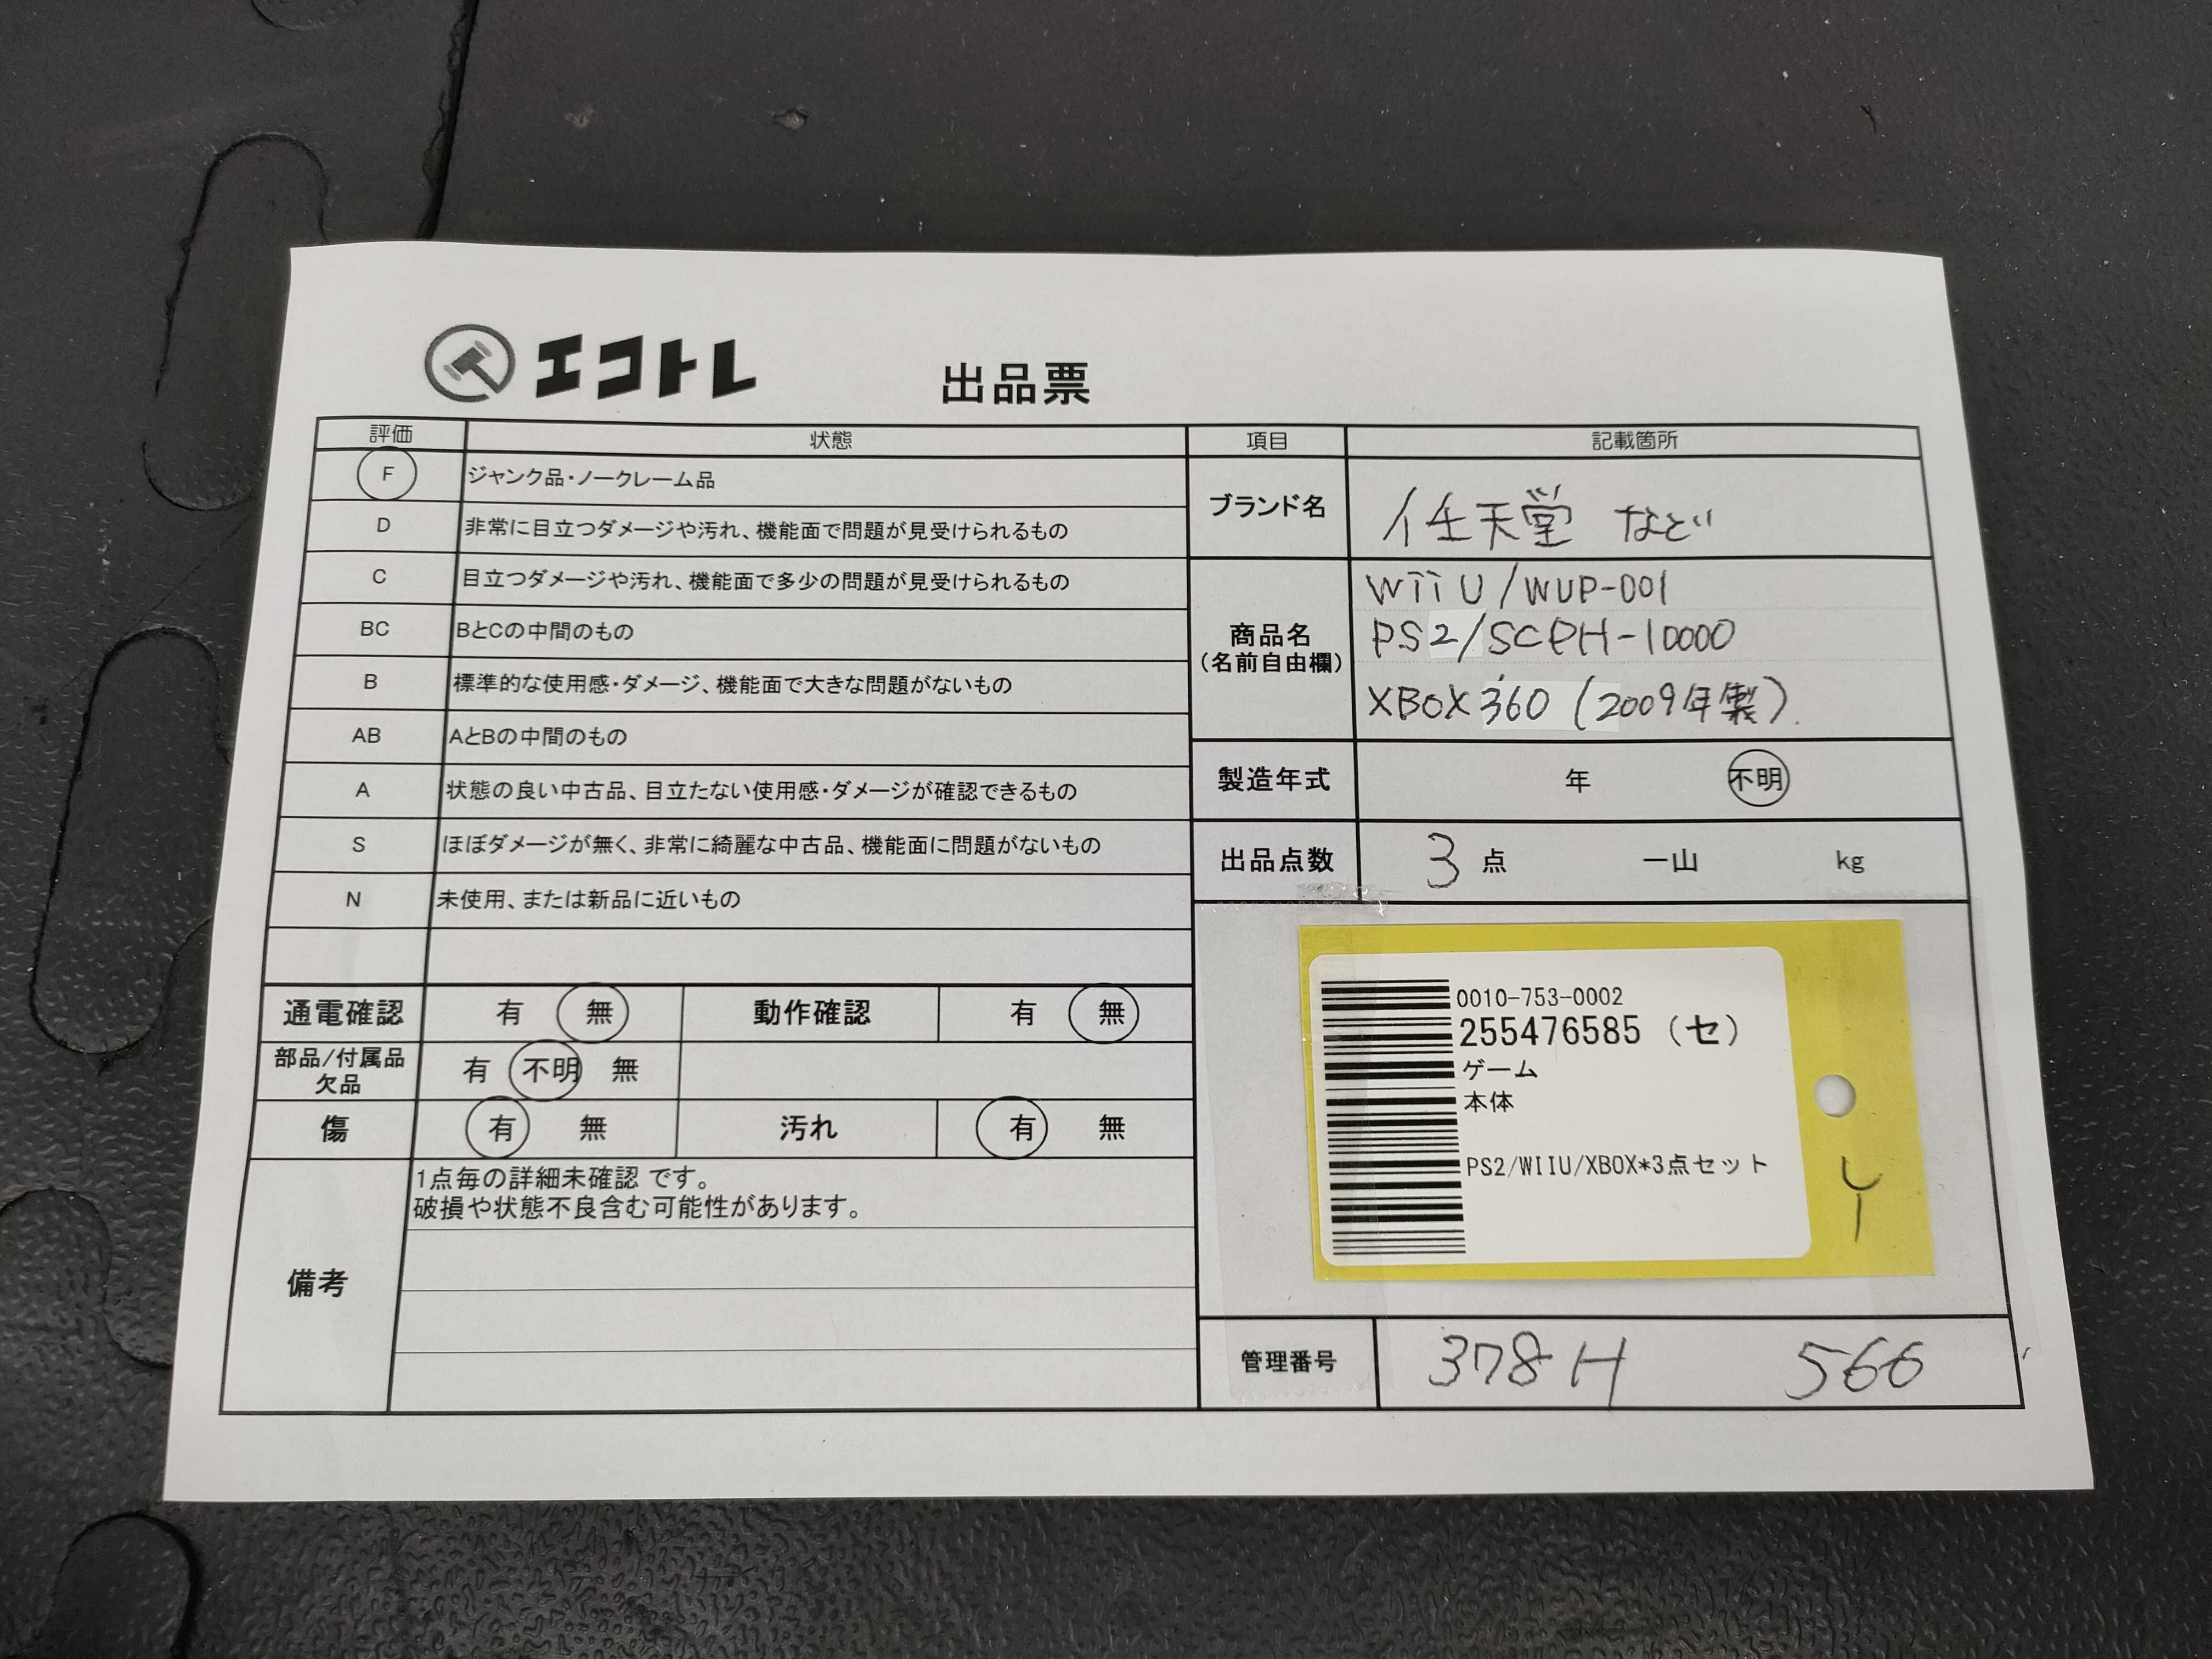 エコトレ
出品票
評価 状態
F ジャンク品・ノークレーム品
D 非常に目立つダメージや汚れ、機能面で問題が見受けられるもの
C 目立つダメージや汚れ、機能面で多少の問題が見受けられるもの
BC BとCの中間のもの
B 標準的な使用感・ダメージ、機能面で大きな問題がないもの
AB AとBの中間のもの
A 状態の良い中古品、目立たない使用感・ダメージが確認できるもの
S ほぼダメージが無く、非常に綺麗な中古品、機能面に問題がないもの
N 未使用、または新品に近いもの
通電確認 有 無 動作確認 有 無
部品/付属品
欠品
有 不明 無
傷 有 無 汚れ 有 無
備考
1点毎の詳細未確認 です。
破損や状態不良含む可能性があります。
項目 記載箇所
ブランド名 任天堂 など
商品名
(名前自由欄)
Wii U/WUP-001
PS2/SCPH-10000
XBOX 360 (2009年製)
製造年式 年 不明
出品点数 3 点 一山 kg
0010-753-0002
255476585 (セ)
ゲーム
本体
PS2/WIIU/XBOX*3点セット
管理番号 378H 566